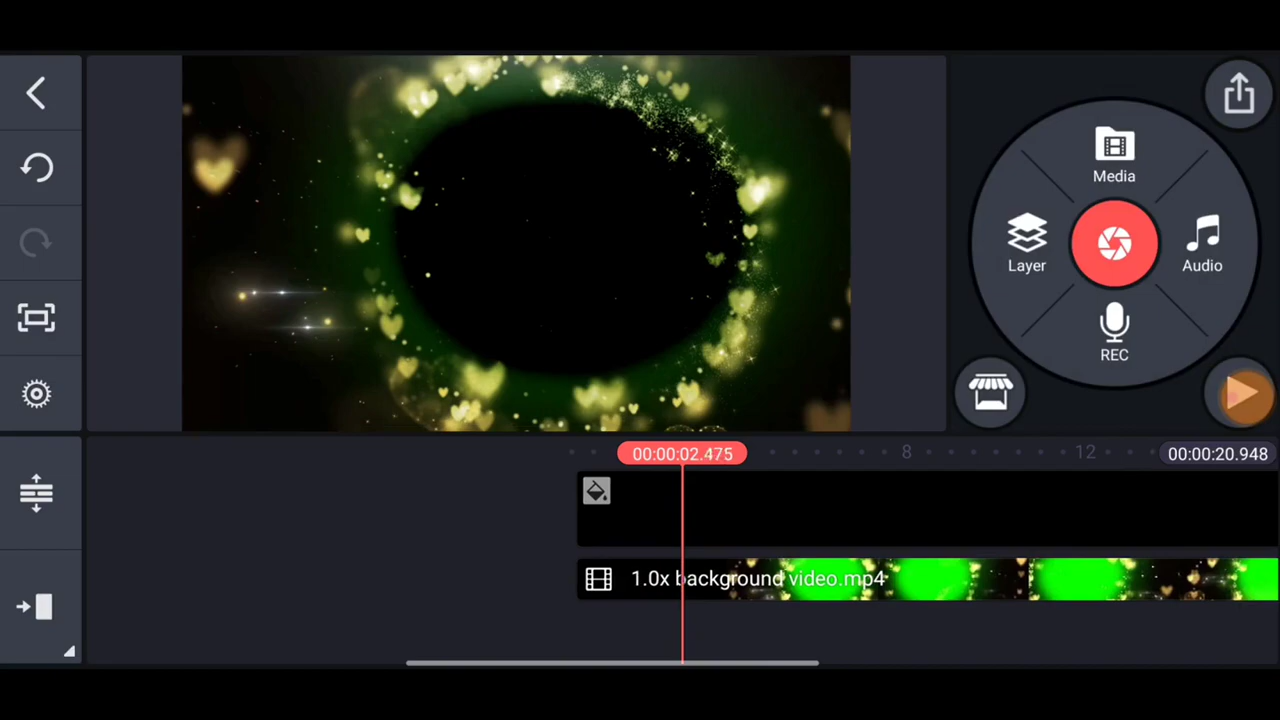 Media
Layer
Audio
REC
00:00:02.475
8
12
00:00:20.948
1.0x background video.mp4